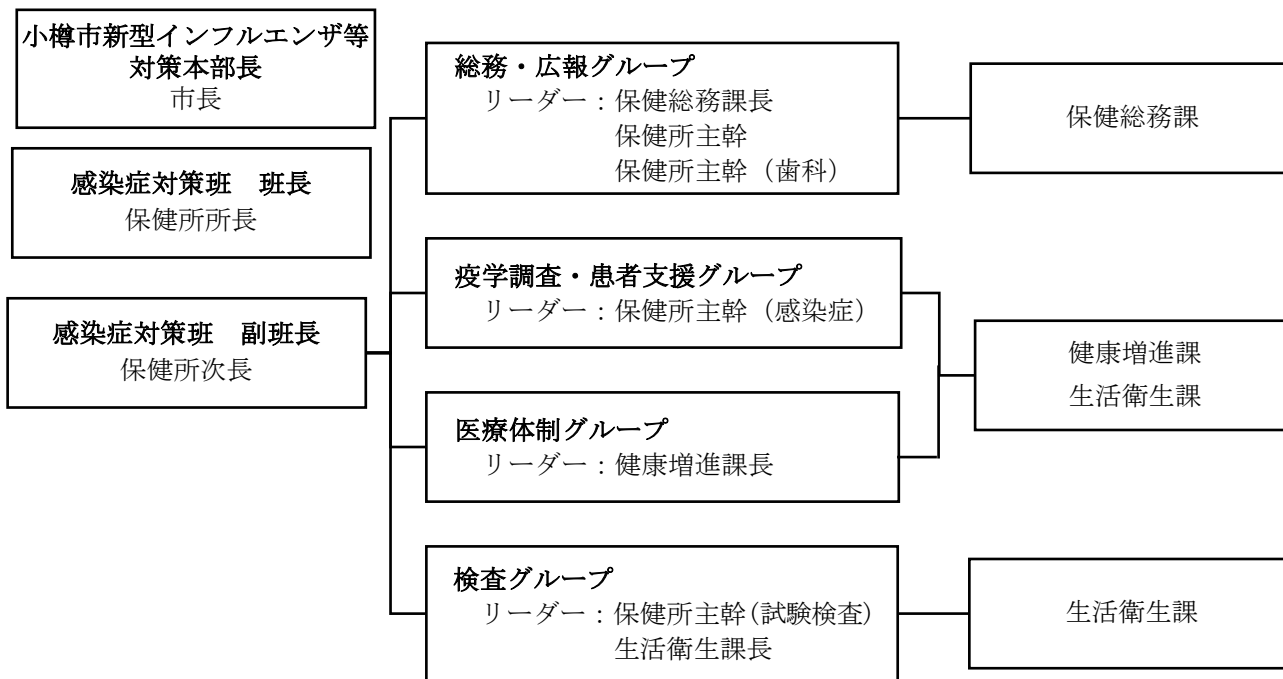 小樽市新型インフルエンザ等
対策本部長
市長
感染症対策班　班長
保健所所長
感染症対策班　副班長
保健所次長
総務・広報グループ
リーダー：保健総務課長
保健所主幹
保健所主幹（歯科）
保健総務課
疫学調査・患者支援グループ
リーダー：保健所主幹（感染症）
医療体制グループ
リーダー：健康増進課長
健康増進課
生活衛生課
検査グループ
リーダー：保健所主幹（試験検査）
生活衛生課長
生活衛生課